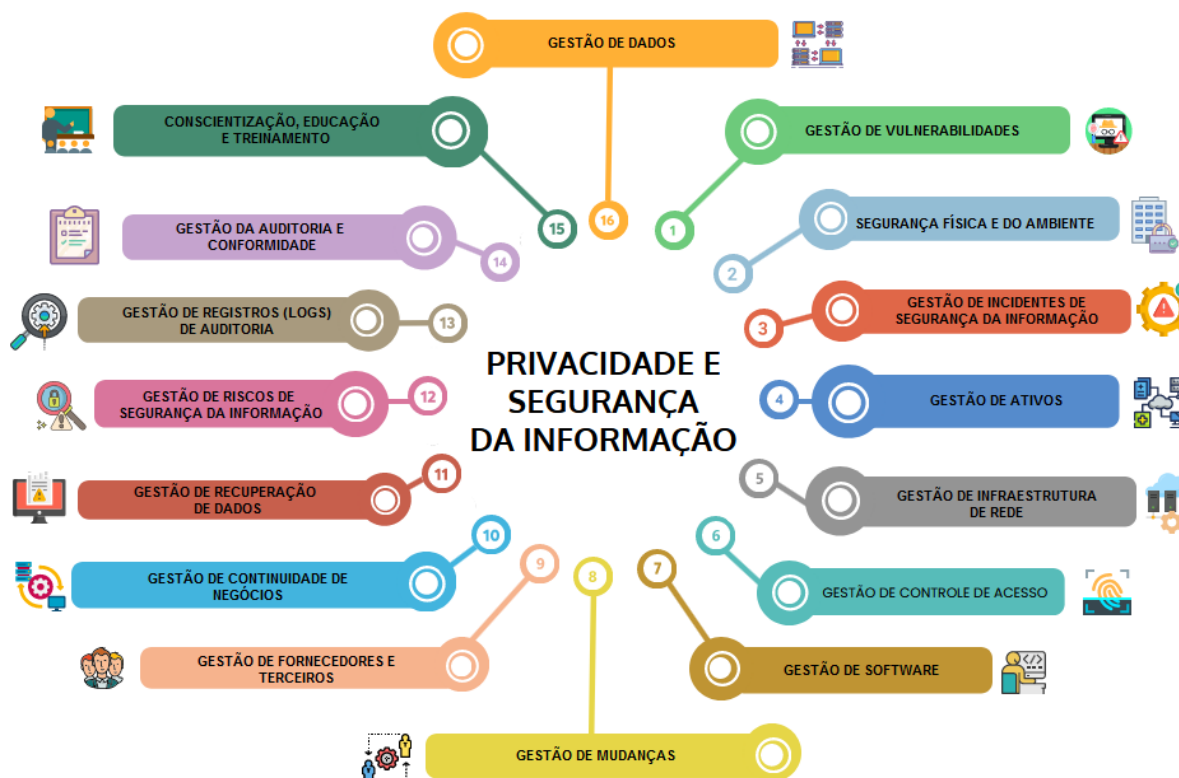 GESTÃO DE DADOS
16
GESTÃO DE VULNERABILIDADES
1
SEGURANÇA FÍSICA E DO AMBIENTE
2
GESTÃO DE INCIDENTES DE
SEGURANÇA DA INFORMAÇÃO
3
GESTÃO DE ATIVOS
4
GESTÃO DE INFRAESTRUTURA
DE REDE
5
GESTÃO DE CONTROLE DE ACESSO
6
GESTÃO DE SOFTWARE
7
GESTÃO DE MUDANÇAS
8
GESTÃO DE FORNECEDORES E
TERCEIROS
9
GESTÃO DE CONTINUIDADE DE
NEGÓCIOS
10
GESTÃO DE RECUPERAÇÃO
DE DADOS
11
GESTÃO DE RISCOS DE
SEGURANÇA DA INFORMAÇÃO
12
GESTÃO DE REGISTROS (LOGS)
DE AUDITORIA
13
GESTÃO DA AUDITORIA E
CONFORMIDADE
14
CONSCIENTIZAÇÃO, EDUCAÇÃO
E TREINAMENTO
15
PRIVACIDADE E
SEGURANÇA
DA INFORMAÇÃO